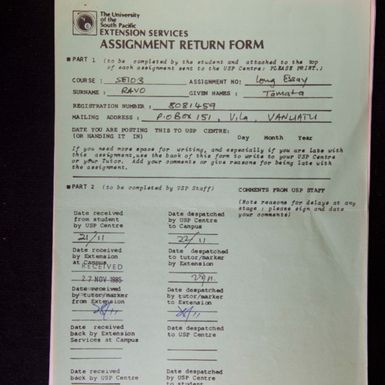 The University
of the
South Pacific
EXTENSION SERVICES
ASSIGNMENT RETURN FORM
PART 1 (to be completed by the student and attached to the top
of each assignment sent to the USP Centre: PLEASE PRINT.)
COURSE : SE103 ASSIGNMENT NO: Long Essay
SURNAME : RAVO GIVEN NAMES : Tomata
REGISTRATION NUMBER : 8081459
MAILING ADDRESS : P.O Box 151, Vila, VANUATU
DATE YOU ARE POSTING THIS TO USP CENTRE:
(OR HANDING IT IN) Day Month Year
If you need more space for writing, and especially if you are late with
this assignment, use the back of this form to write to your USP Centre
or your Tutor. Add your comments or give reasons for being late with
the assignment.
PART 2 (to be completed by USP Staff) COMMENTS FROM USP STAFF
(Note reasons for delays at any
stage ; please sign and date
your comments)
Date received Date despatched
from student by USP Centre
by USP Centre to Campus
21/11 22/11
Date received Date despatched
by Extension to tutor/marker
at Campus by Extension
RECEIVED
27 NOV 1985
Date received Date despatched
by tutor/marker by tutor/marker
from Extension to Extension
28/11
Date received Date despatched
back by Extension to USP Centre
Services at Campus
Date received Date despatched
back by USP Centre to student